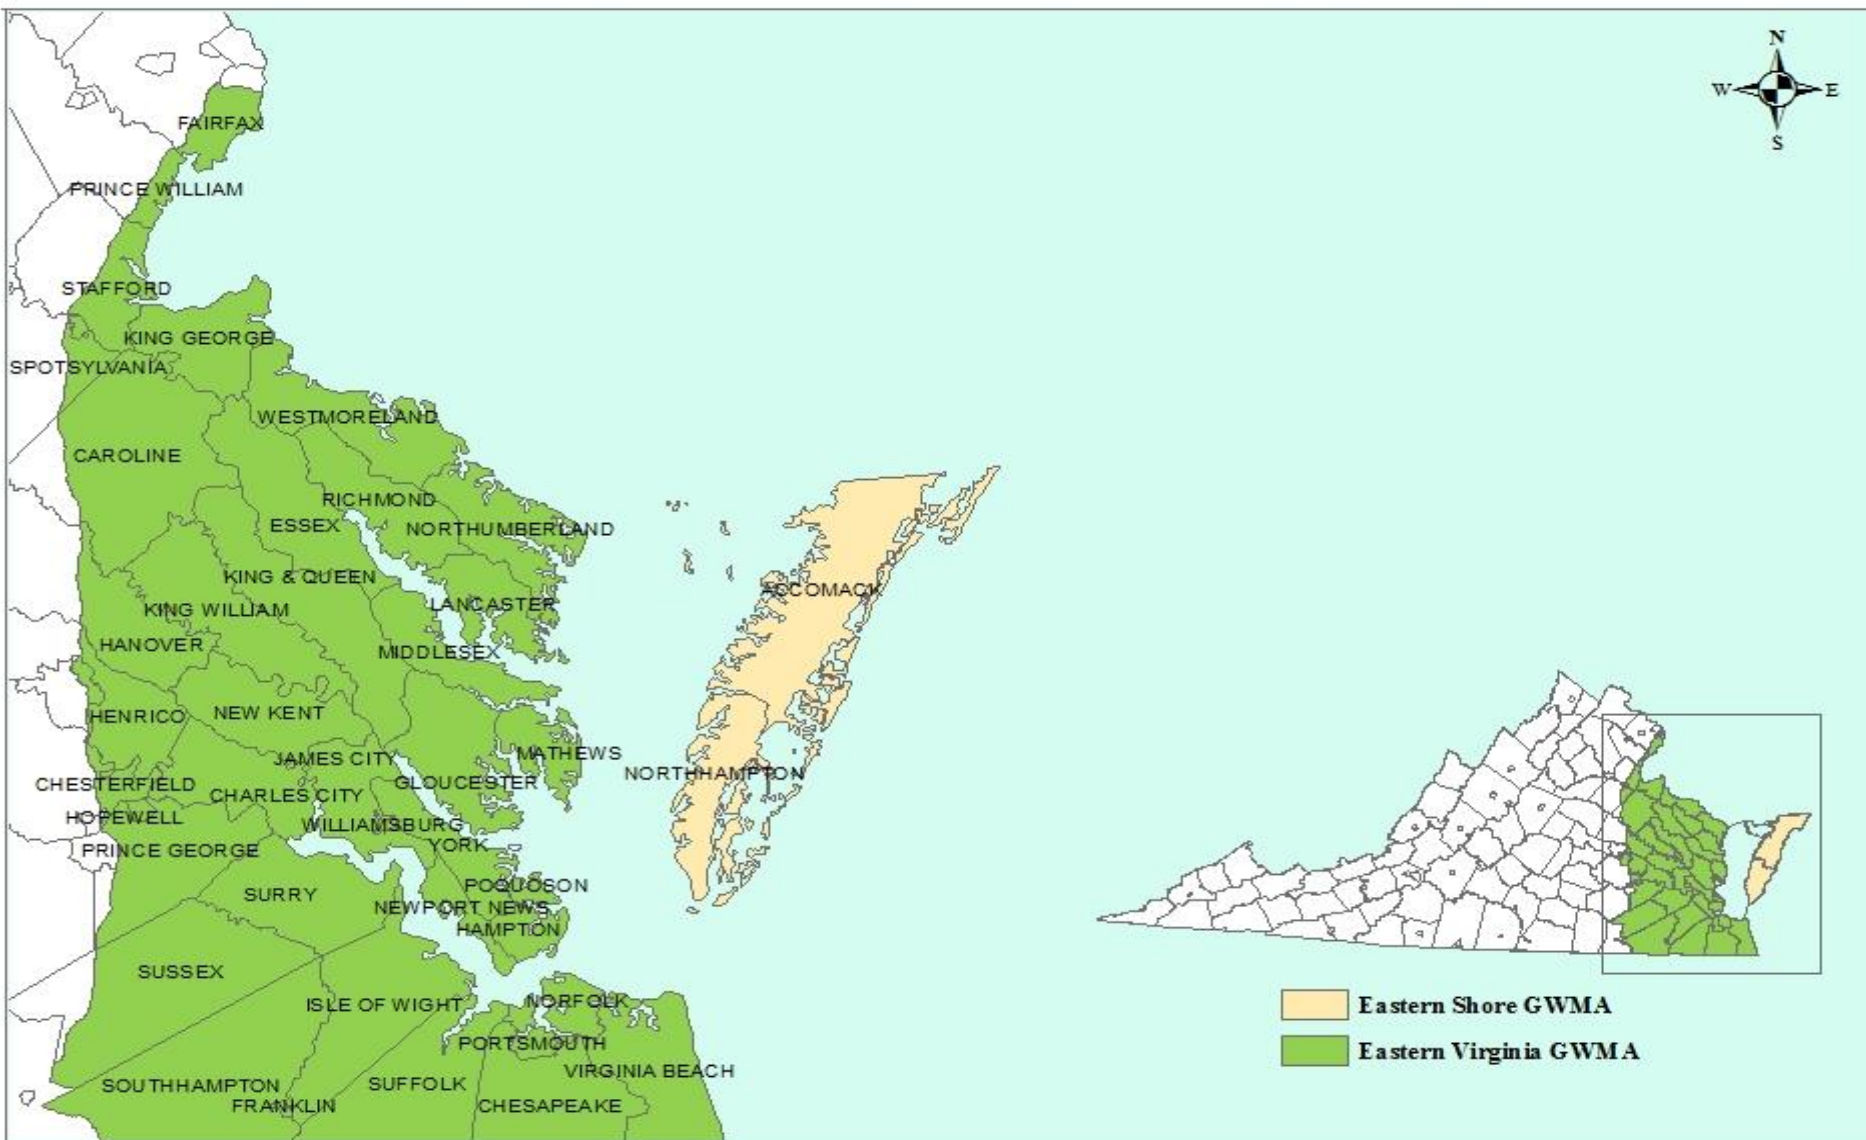 N
W E
S
FAIRFAX
PRINCE WILLIAM
STAFFORD
KING GEORGE
SPOTSYLVANIA
WESTMORELAND
CAROLINE
RICHMOND
ESSEX
NORTHUMBERLAND
KING & QUEEN
ACCOMACK
LANCASTER
KING WILLIAM
HANOVER
MIDDLESEX
HENRICO
NEW KENT
MATHEWS
JAMES CITY
NORTHHAMPTON
CHESTERFIELD
GLOUCESTER
CHARLES CITY
HOPEWELL
WILLIAMSBURG
YORK
PRINCE GEORGE
POQUOSON
SURRY
NEWPORT NEWS
HAMPTON
SUSSEX
ISLE OF WIGHT
NORFOLK
PORTSMOUTH
VIRGINIA BEACH
SOUTHHAMPTON
SUFFOLK
FRANKLIN
CHESAPEAKE
Eastern Shore GWMA
Eastern Virginia GWMA